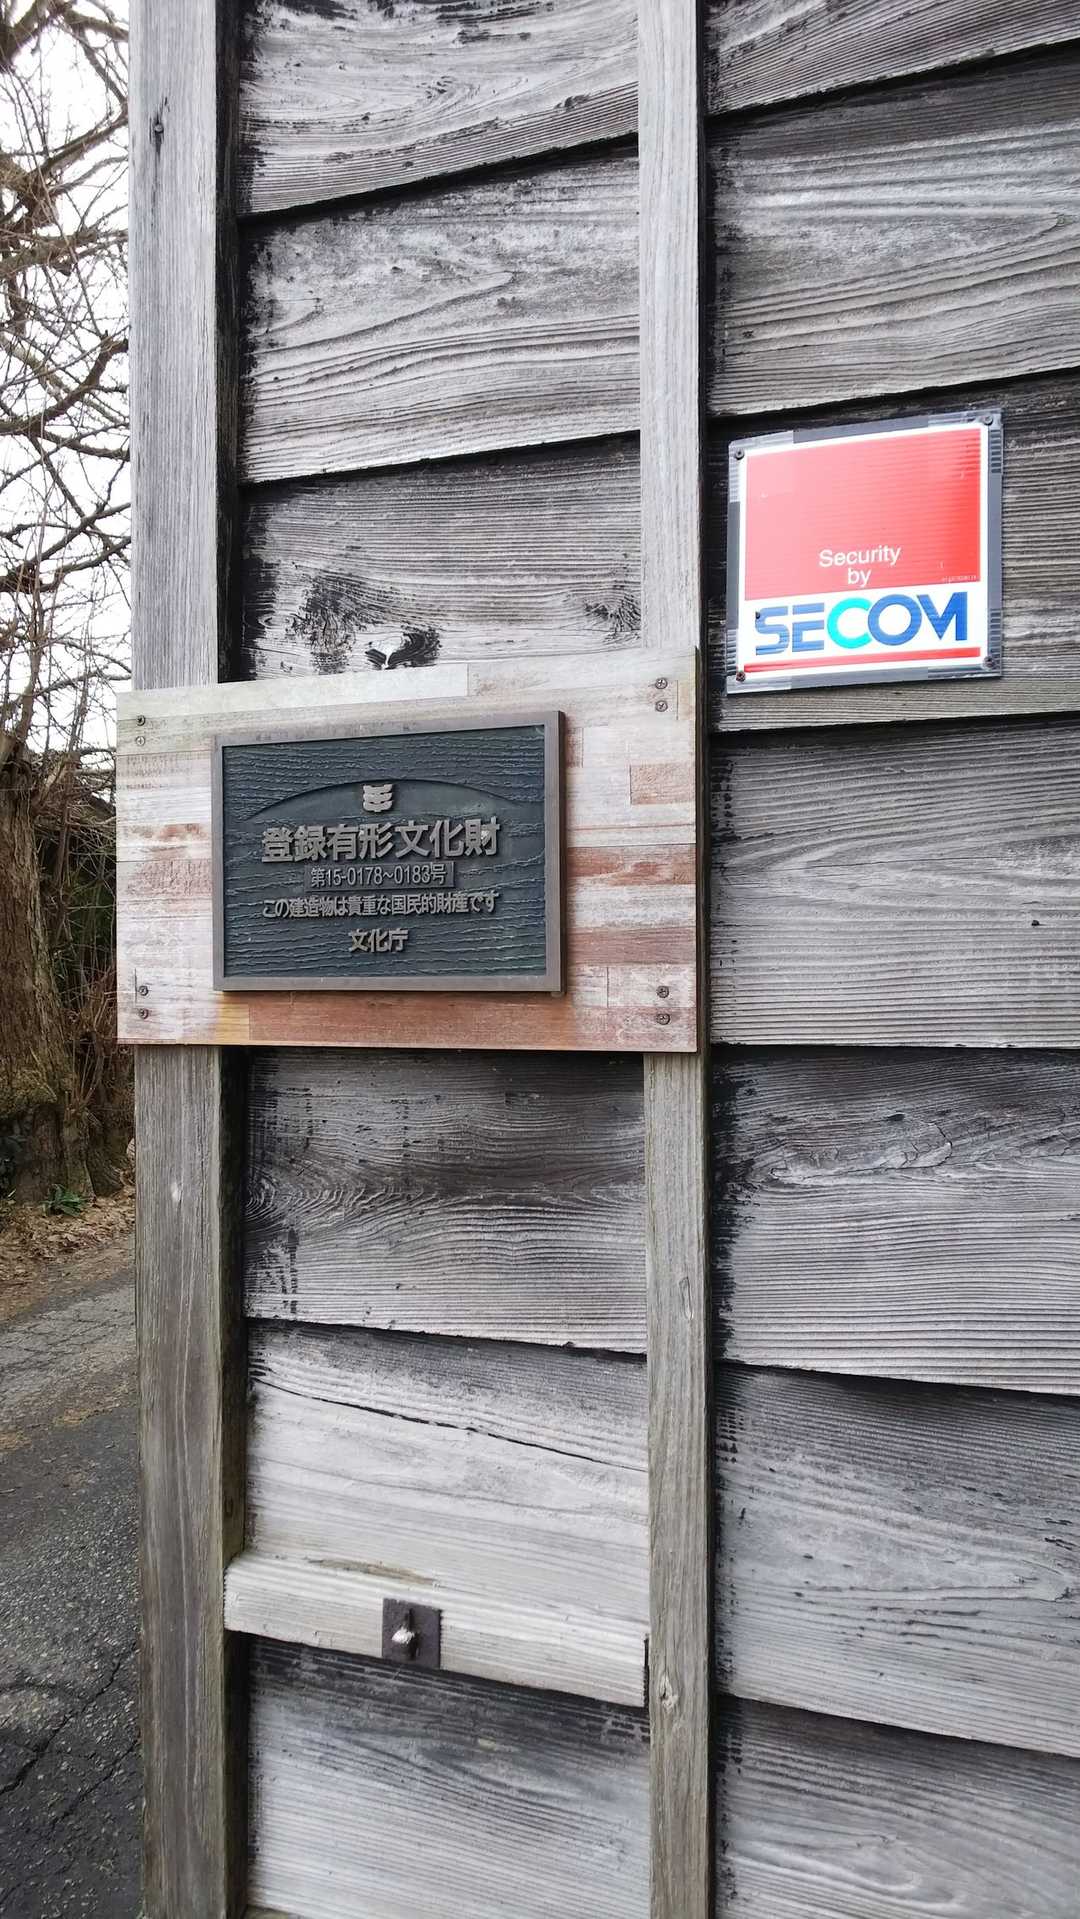 登録有形文化財
第15-0178~0183号
この建造物は貴重な国民的財産です
文化庁
Security
by
SECOM